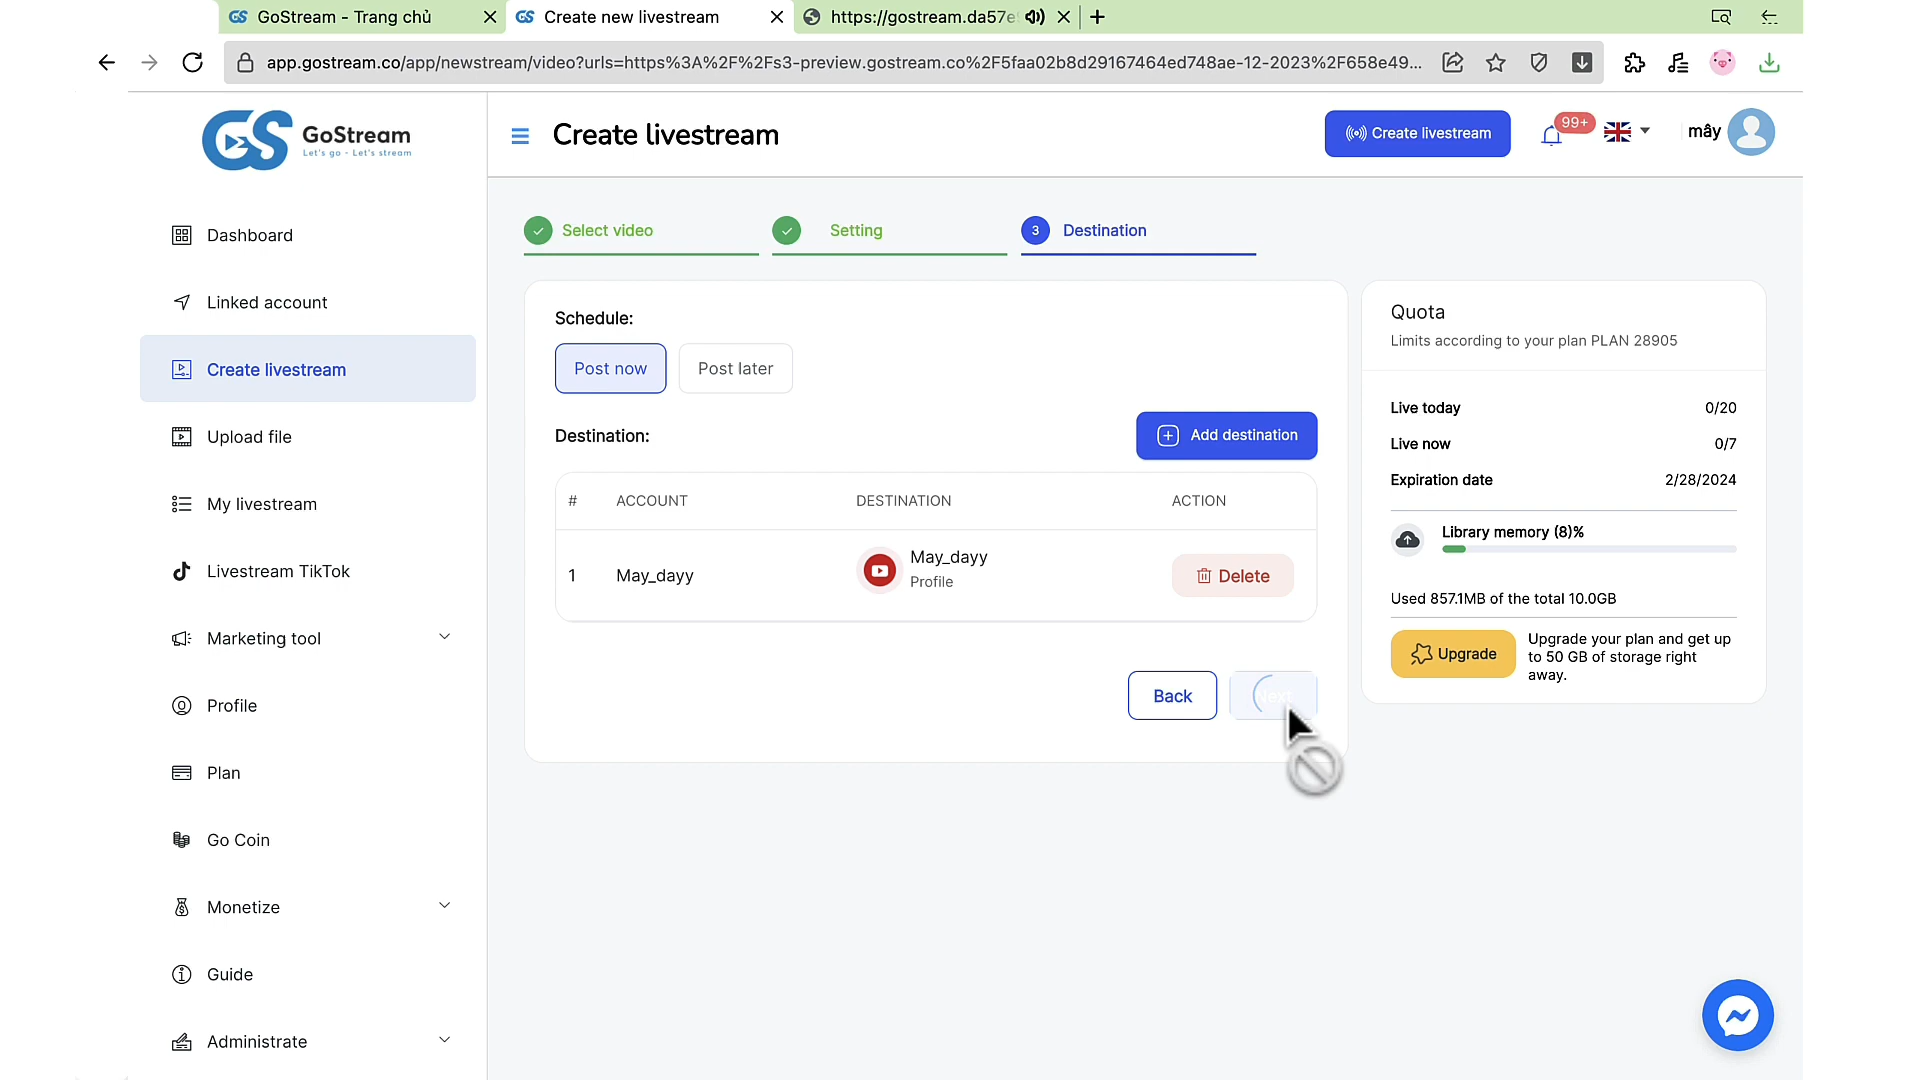 GoStream - Trang chủ
Create new livestream
https://gostream.da57e
app.gostream.co/app/newstream/video?urls=https%3A%2F%2Fs3-preview.gostream.co%2F5faa02b8d29167464ed748ae-12-2023%2F658e49...
GS GoStream
Let's go - Let's stream
Create livestream
Create livestream
99+
mây
Dashboard
Linked account
Create livestream
Upload file
My livestream
Livestream TikTok
Marketing tool
Profile
Plan
Go Coin
Monetize
Guide
Administrate
Select video
Setting
3 Destination
Schedule:
Post now
Post later
Destination:
Add destination
# ACCOUNT DESTINATION ACTION
1 May_dayy May_dayy Delete
Profile
Back
Next
Quota
Limits according to your plan PLAN 28905
Live today 0/20
Live now 0/7
Expiration date 2/28/2024
Library memory (8)%
Used 857.1MB of the total 10.0GB
Upgrade
Upgrade your plan and get up
to 50 GB of storage right
away.